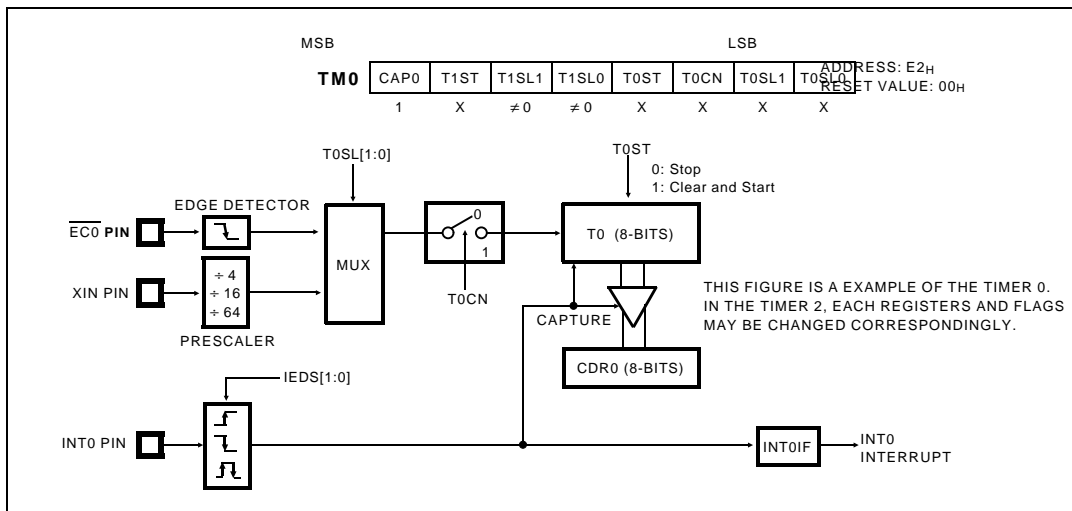 MSB LSB
TM0 CAP0 T1ST T1SL1 T1SL0 T0ST T0CN T0SL1 T0SL0
ADDRESS: E2H
RESET VALUE: 00H
1 X ≠ 0 ≠ 0 X X X X
T0SL[1:0]
T0ST
0: Stop
1: Clear and Start
EDGE DETECTOR
EC0 PIN
MUX
0
1
T0 (8-BITS)
XIN PIN
÷ 4
÷ 16
÷ 64
PRESCALER
T0CN
CAPTURE
THIS FIGURE IS A EXAMPLE OF THE TIMER 0.
IN THE TIMER 2, EACH REGISTERS AND FLAGS
MAY BE CHANGED CORRESPONDINGLY.
CDR0 (8-BITS)
IEDS[1:0]
INT0 PIN
INT0IF
INT0
INTERRUPT